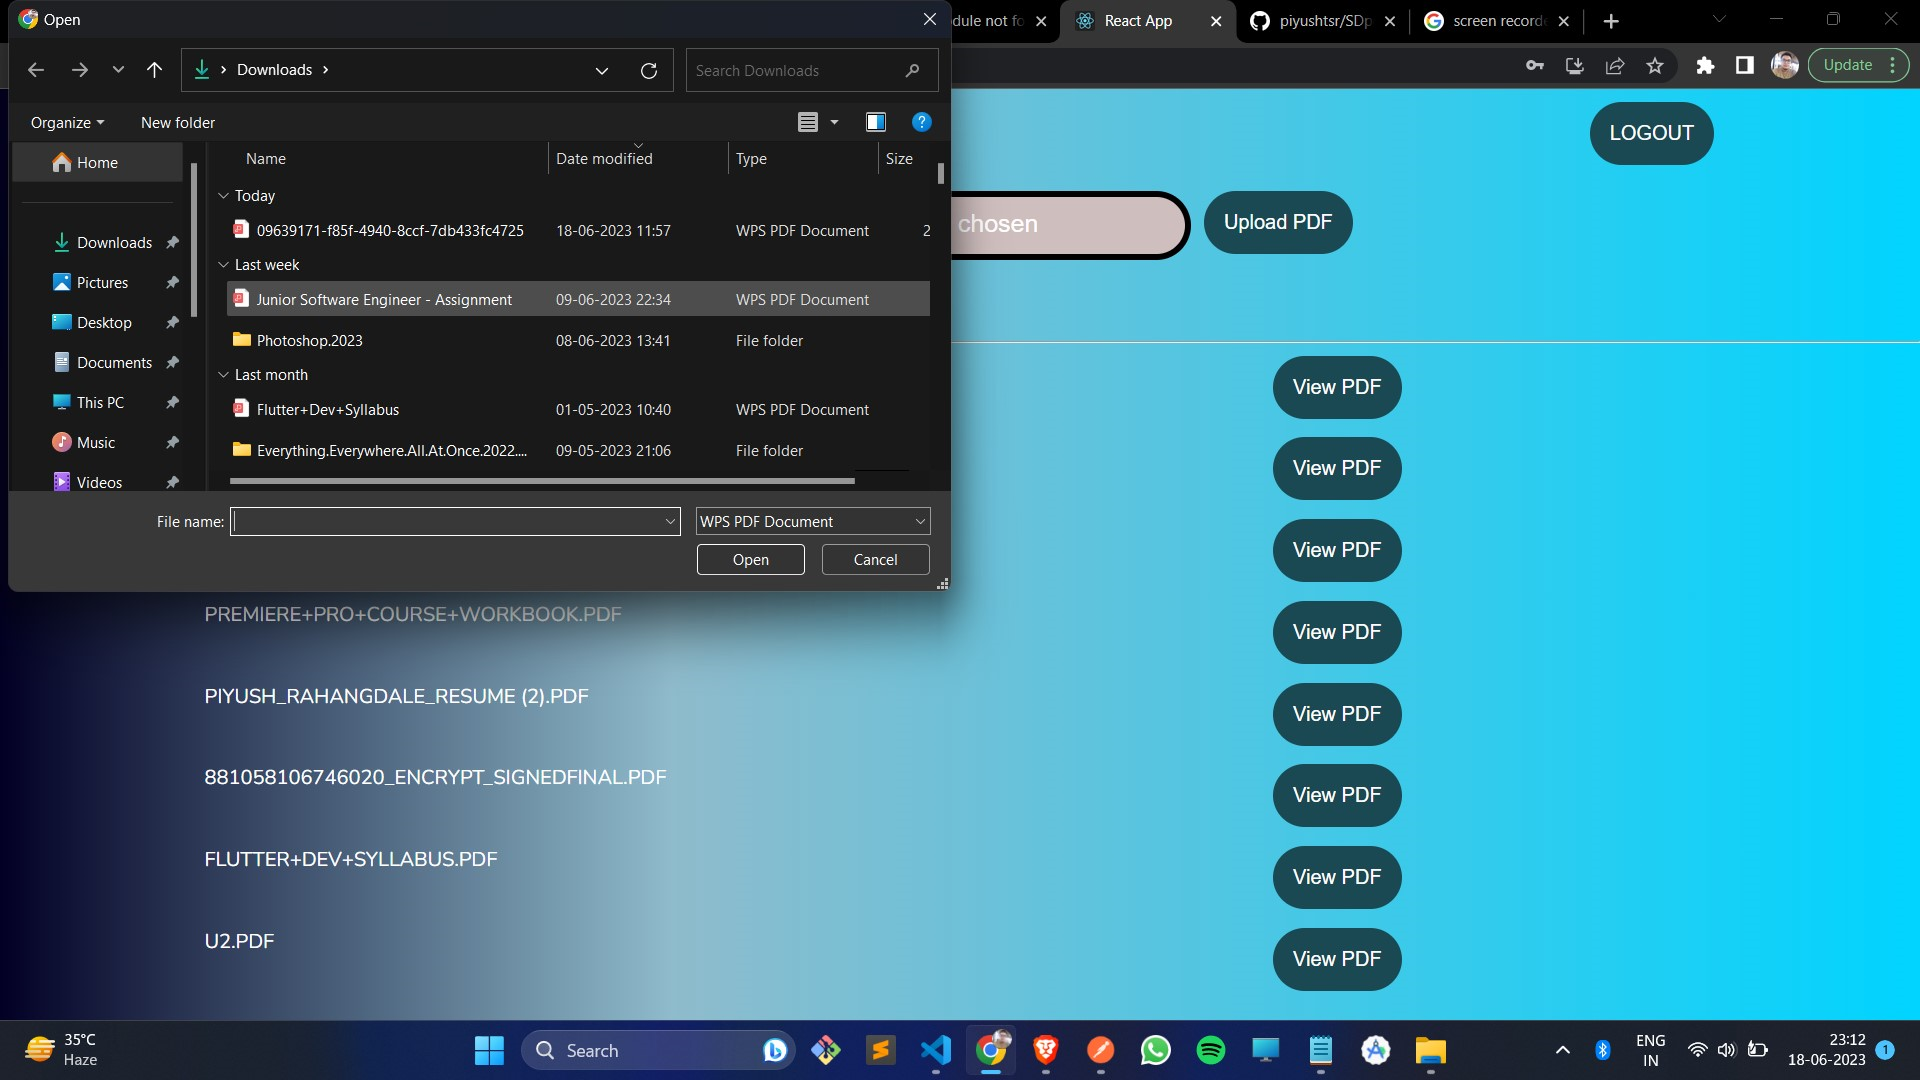 Open
dule not fo
React App
piyushtsr/SDp
screen recorde
Downloads
Search Downloads
Update
Organize
New folder
LOGOUT
Home
Name
Date modified
Type
Size
Today
09639171-f85f-4940-8ccf-7db433fc4725
18-06-2023 11:57
WPS PDF Document
2
chosen
Upload PDF
Last week
Junior Software Engineer - Assignment
09-06-2023 22:34
WPS PDF Document
Photoshop.2023
08-06-2023 13:41
File folder
Last month
Flutter+Dev+Syllabus
01-05-2023 10:40
WPS PDF Document
Everything.Everywhere.All.At.Once.2022....
09-05-2023 21:06
File folder
Downloads
Pictures
Desktop
Documents
This PC
Music
Videos
File name:
WPS PDF Document
Open
Cancel
View PDF
View PDF
View PDF
PREMIERE+PRO+COURSE+WORKBOOK.PDF
View PDF
PIYUSH_RAHANGDALE_RESUME (2).PDF
View PDF
881058106746020_ENCRYPT_SIGNEDFINAL.PDF
View PDF
FLUTTER+DEV+SYLLABUS.PDF
View PDF
U2.PDF
View PDF
35°C
Haze
Search
ENG
IN
23:12
18-06-2023
1